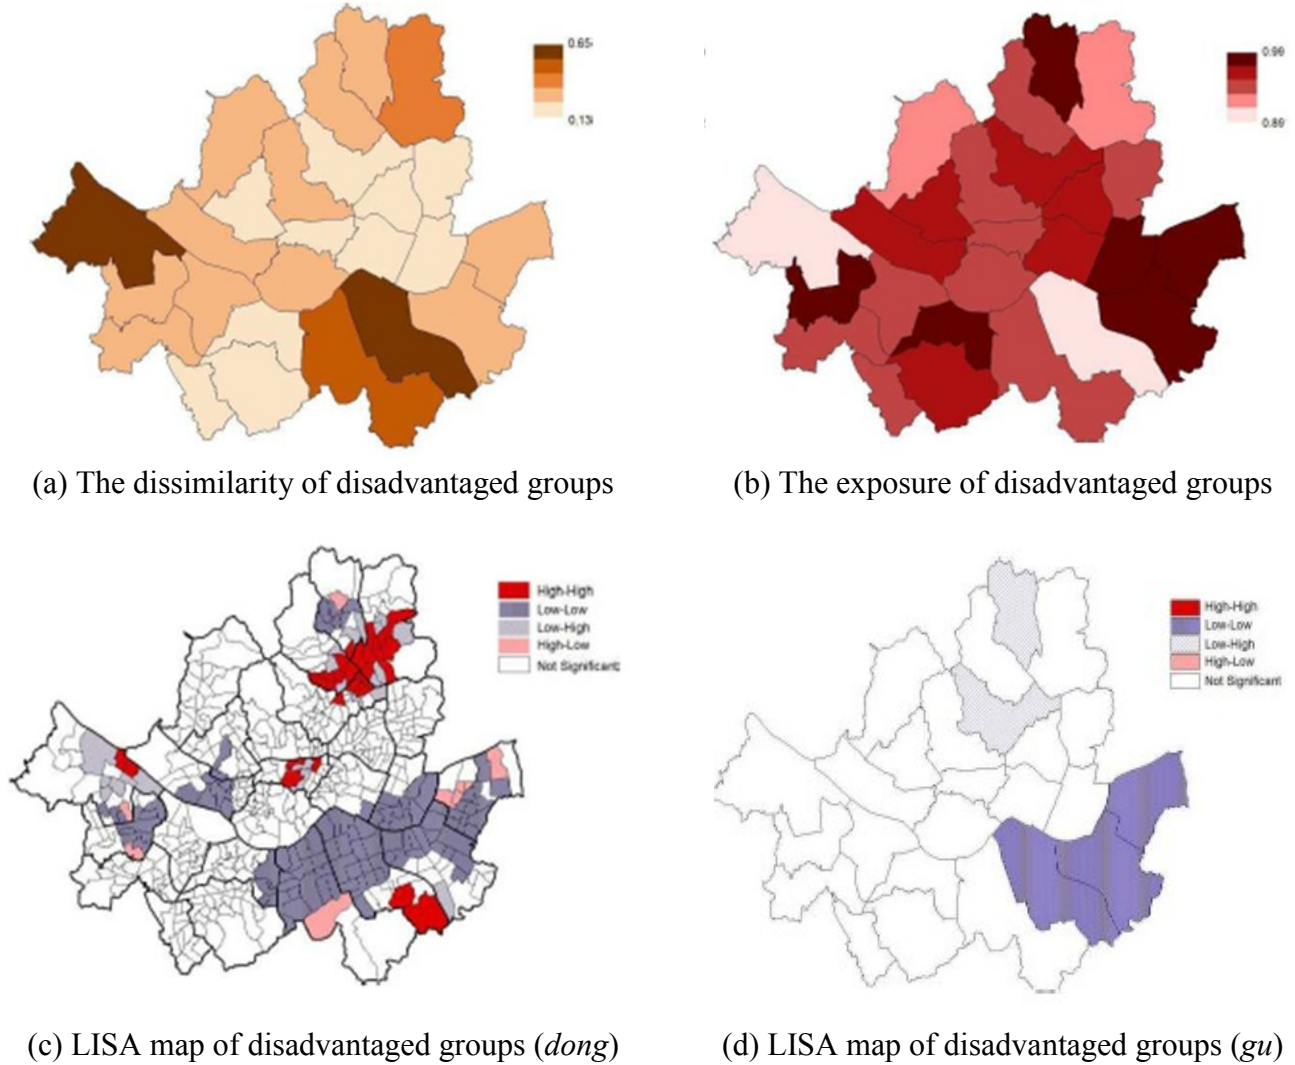 0.65
0.13
0.99
0.89
(a) The dissimilarity of disadvantaged groups
(b) The exposure of disadvantaged groups
High-High
Low-Low
Low-High
High-Low
Not Significant
High-High
Low-Low
Low-High
High-Low
Not Significant
(c) LISA map of disadvantaged groups (dong)
(d) LISA map of disadvantaged groups (gu)